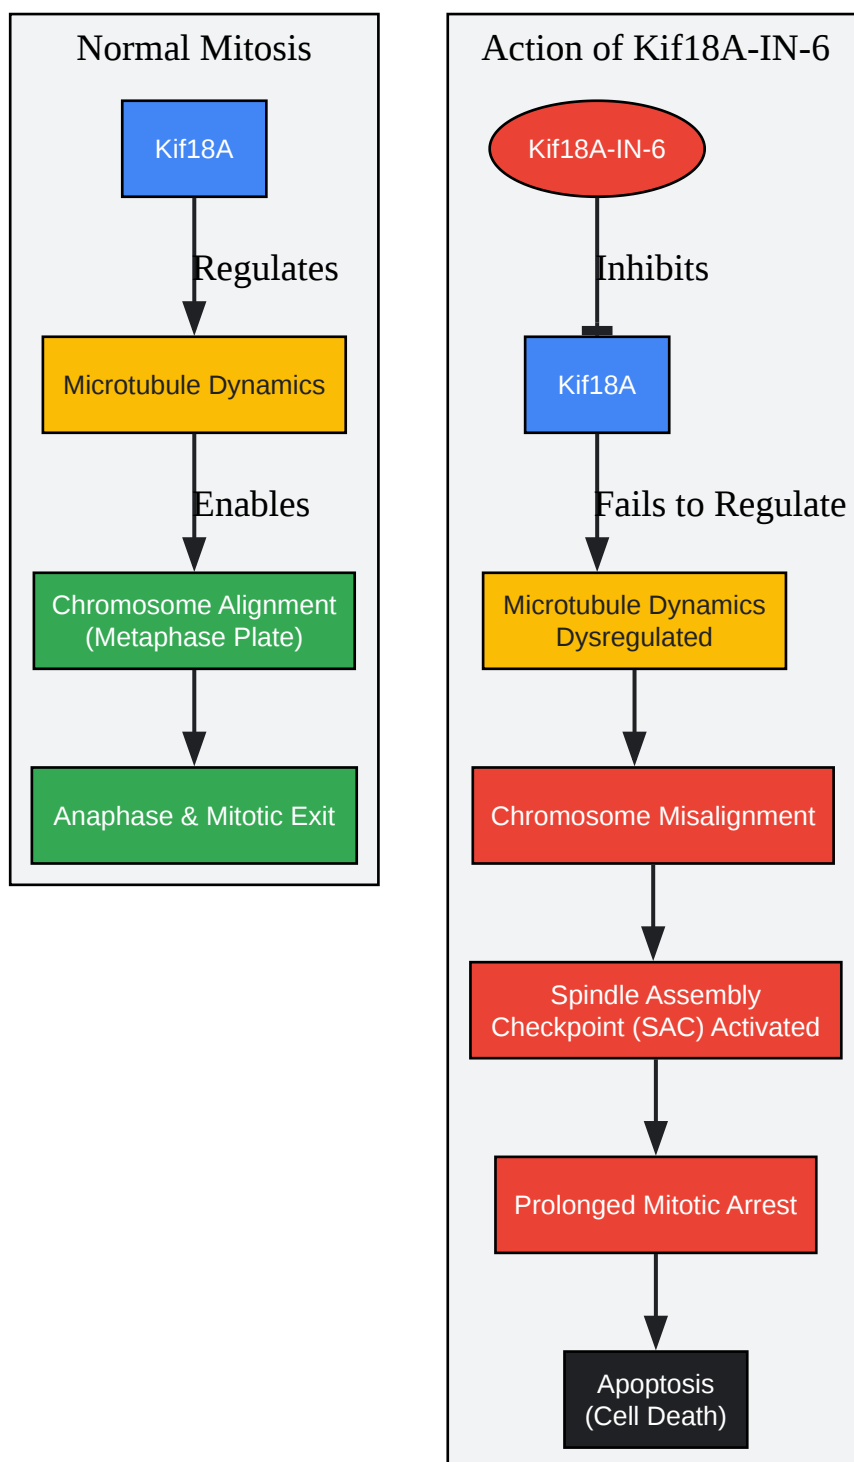 Normal Mitosis
Kif18A
Regulates
Microtubule Dynamics
Enables
Chromosome Alignment
(Metaphase Plate)
Anaphase & Mitotic Exit
Action of Kif18A-IN-6
Kif18A-IN-6
Inhibits
Kif18A
Fails to Regulate
Microtubule Dynamics
Dysregulated
Chromosome Misalignment
Spindle Assembly
Checkpoint (SAC) Activated
Prolonged Mitotic Arrest
Apoptosis
(Cell Death)